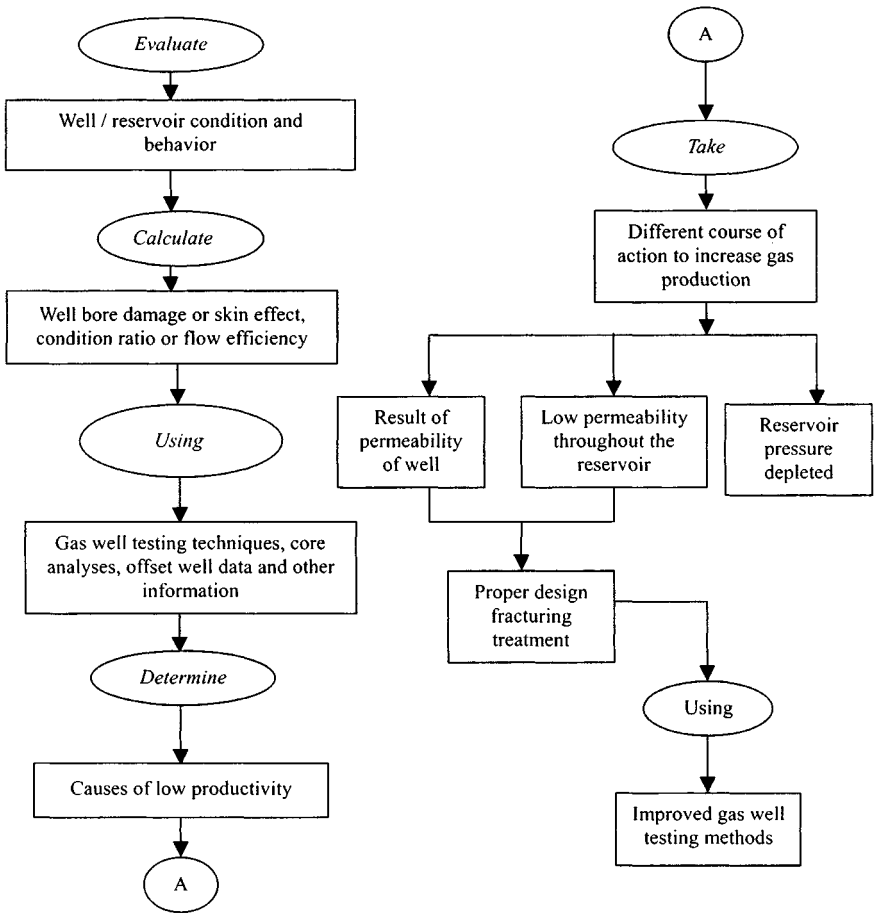 Evaluate
Well / reservoir condition and
behavior
Calculate
Well bore damage or skin effect,
condition ratio or flow efficiency
Using
Gas well testing techniques, core
analyses, offset well data and other
information
Determine
Causes of low productivity
A
A
Take
Different course of
action to increase gas
production
Result of
permeability
of well
Low permeability
throughout the
reservoir
Reservoir
pressure
depleted
Proper design
fracturing
treatment
Using
Improved gas well
testing methods